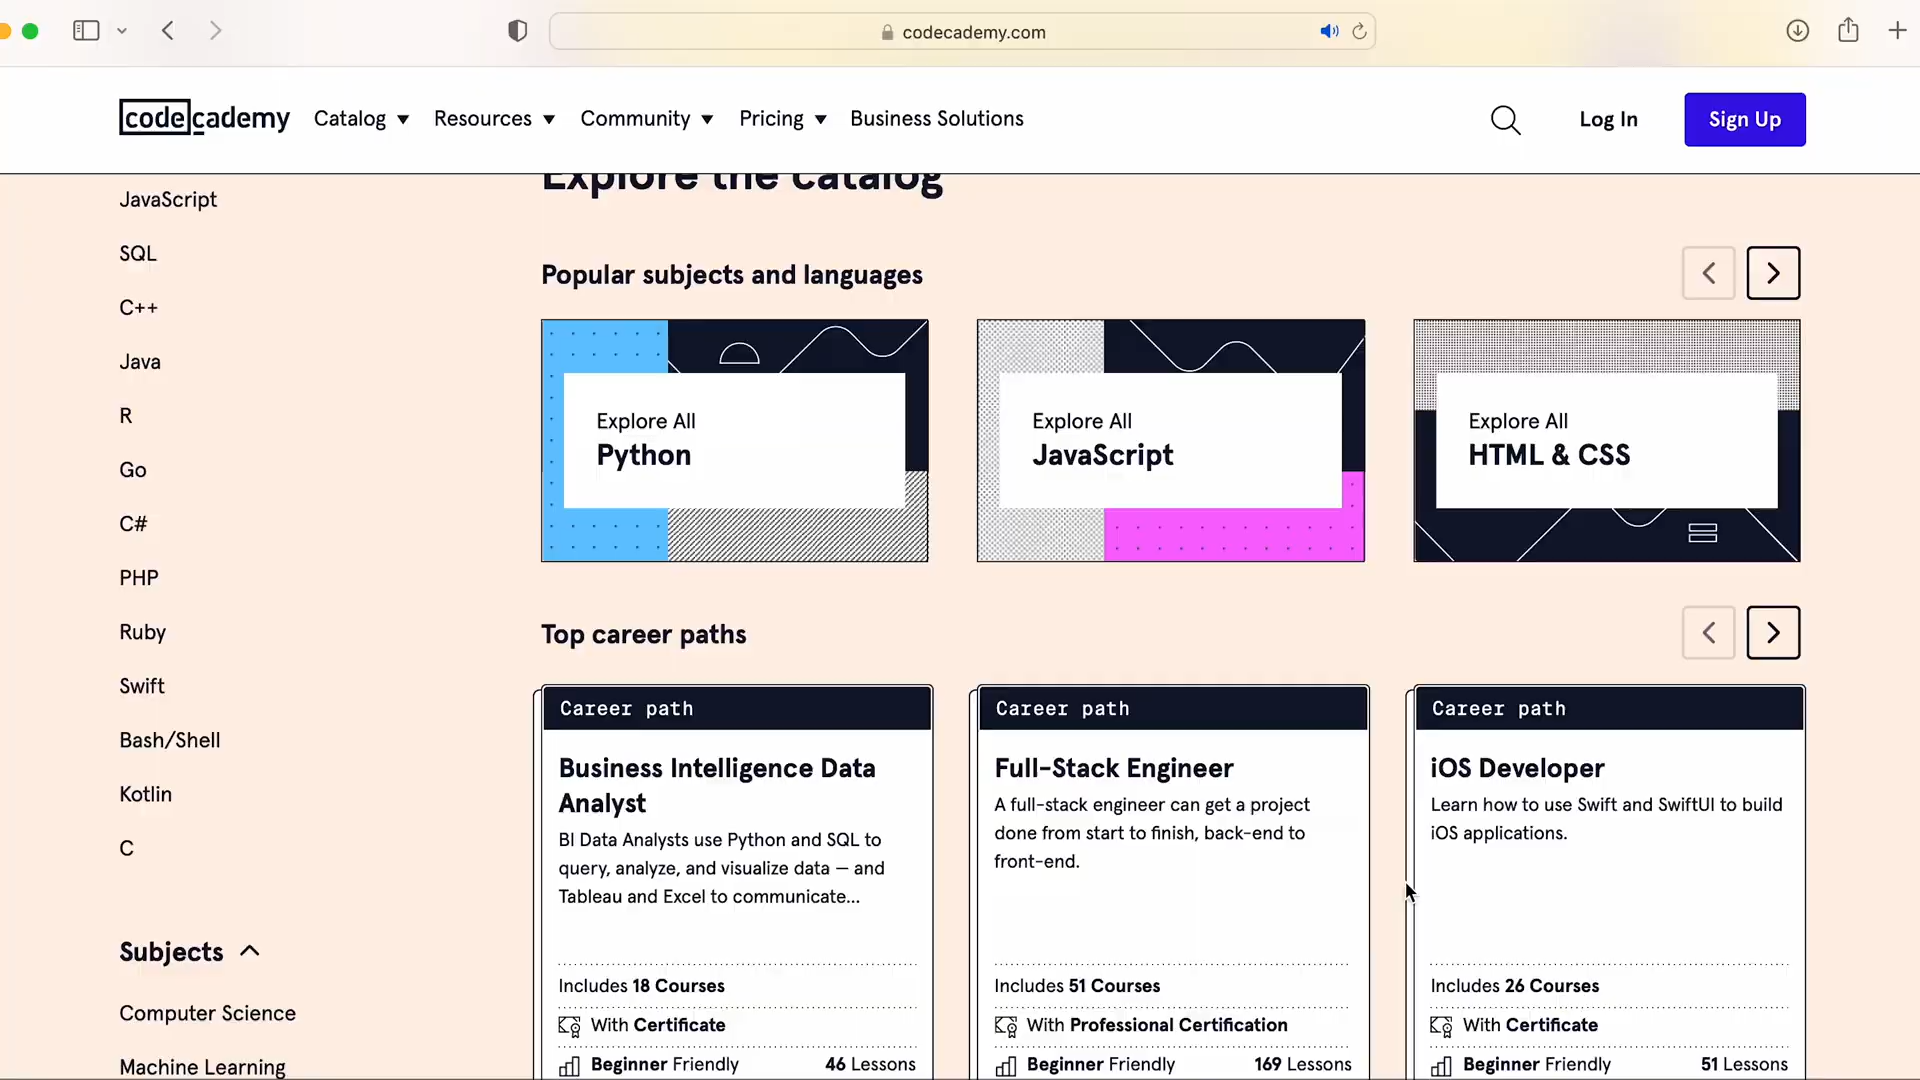 codecademy.com
codecademy
Catalog
Resources
Community
Pricing
Business Solutions
Log In
Sign Up
JavaScript
SQL
C++
Java
R
Go
C#
PHP
Ruby
Swift
Bash/Shell
Kotlin
C
Subjects
Computer Science
Machine Learning
Explore the catalog
Popular subjects and languages
Explore All
Python
Explore All
JavaScript
Explore All
HTML & CSS
Top career paths
Career path
Business Intelligence Data
Analyst
BI Data Analysts use Python and SQL to
query, analyze, and visualize data — and
Tableau and Excel to communicate...
Includes 18 Courses
With Certificate
Beginner Friendly
46 Lessons
Career path
Full-Stack Engineer
A full-stack engineer can get a project
done from start to finish, back-end to
front-end.
Includes 51 Courses
With Professional Certification
Beginner Friendly
169 Lessons
Career path
iOS Developer
Learn how to use Swift and SwiftUI to build
iOS applications.
Includes 26 Courses
With Certificate
Beginner Friendly
51 Lessons